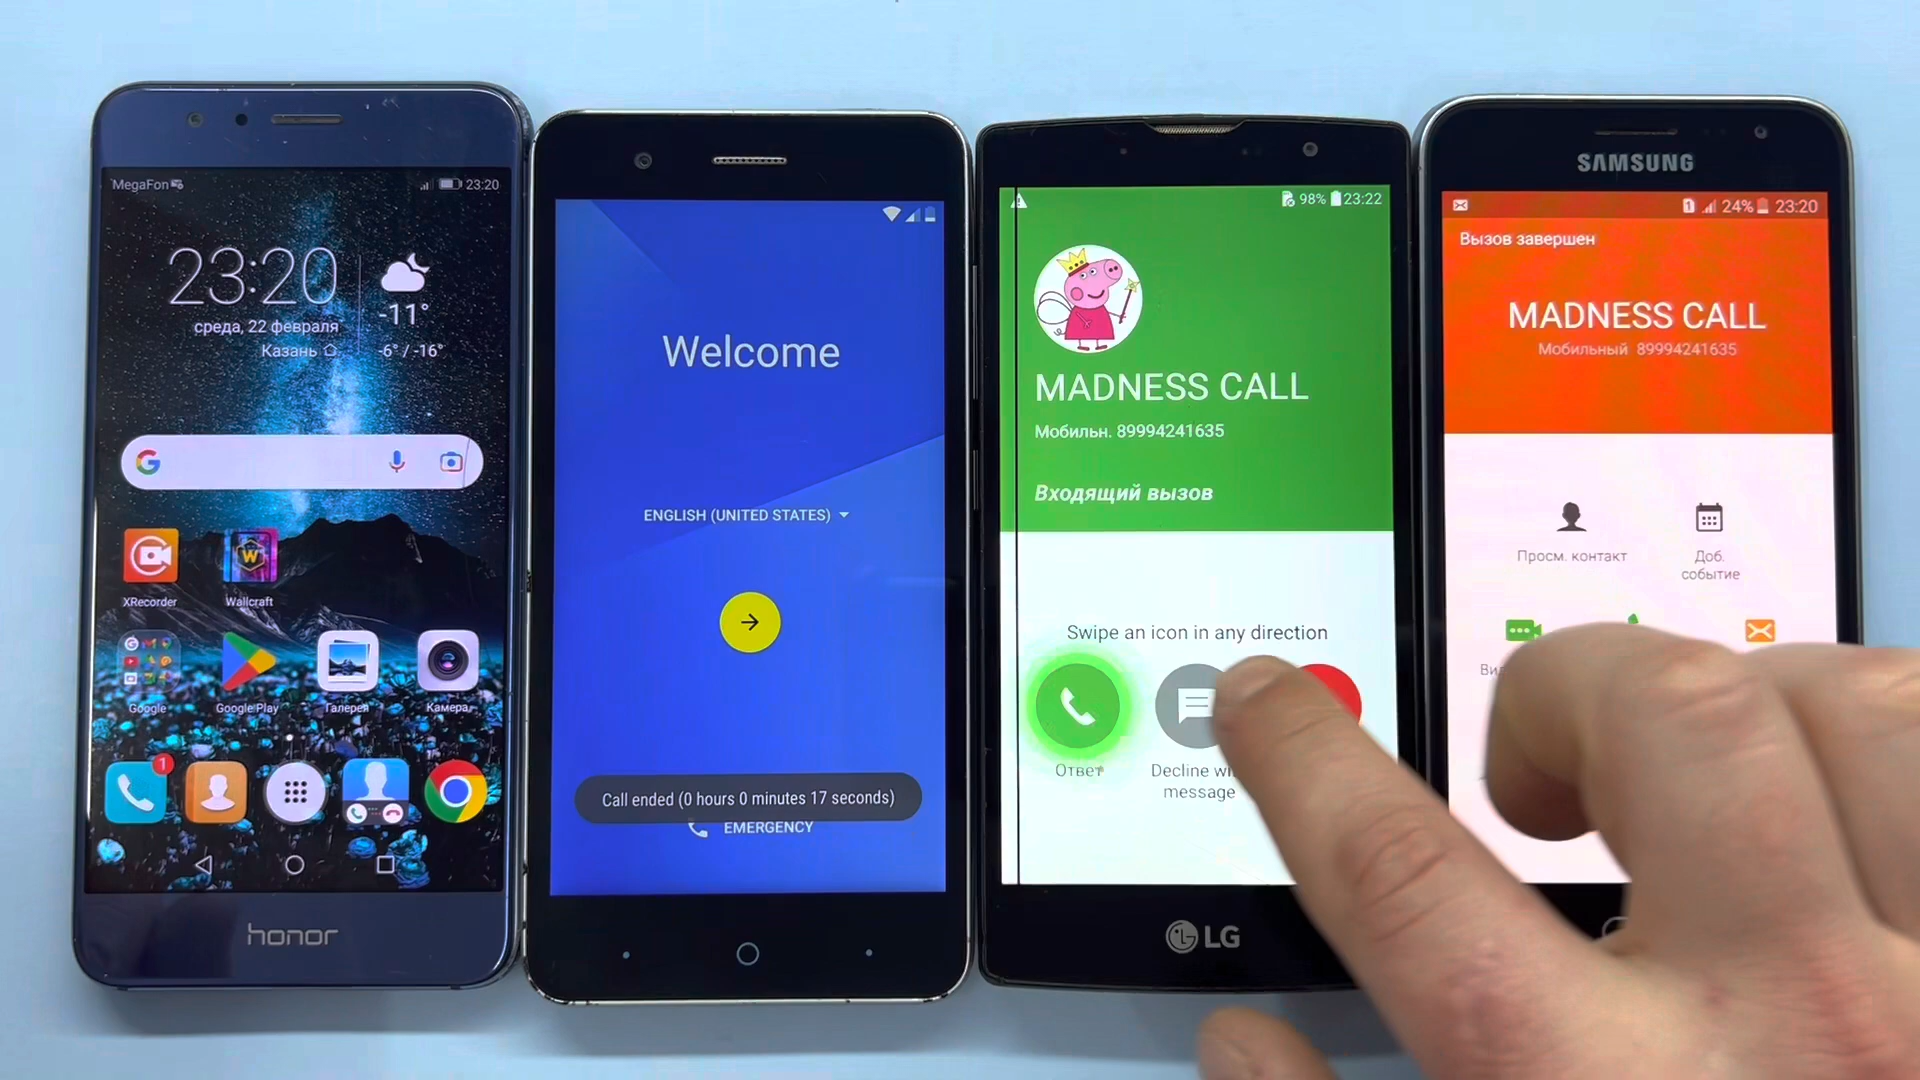 MegaFon
23:20
23:20
среда, 22 февраля
Казань
-11°
-6° / -16°
XRecorder
Wallcraft
Google
Google Play
Галерея
Камера
1
honor
Welcome
ENGLISH (UNITED STATES)
Call ended (0 hours 0 minutes 17 seconds)
EMERGENCY
98% 23:22
MADNESS CALL
Мобильн. 89994241635
Входящий вызов
Swipe an icon in any direction
Ответ
Decline
message
LG
SAMSUNG
1 24% 23:20
Вызов завершен
MADNESS CALL
Мобильный 89994241635
Просм. контакт
Доб.
событие